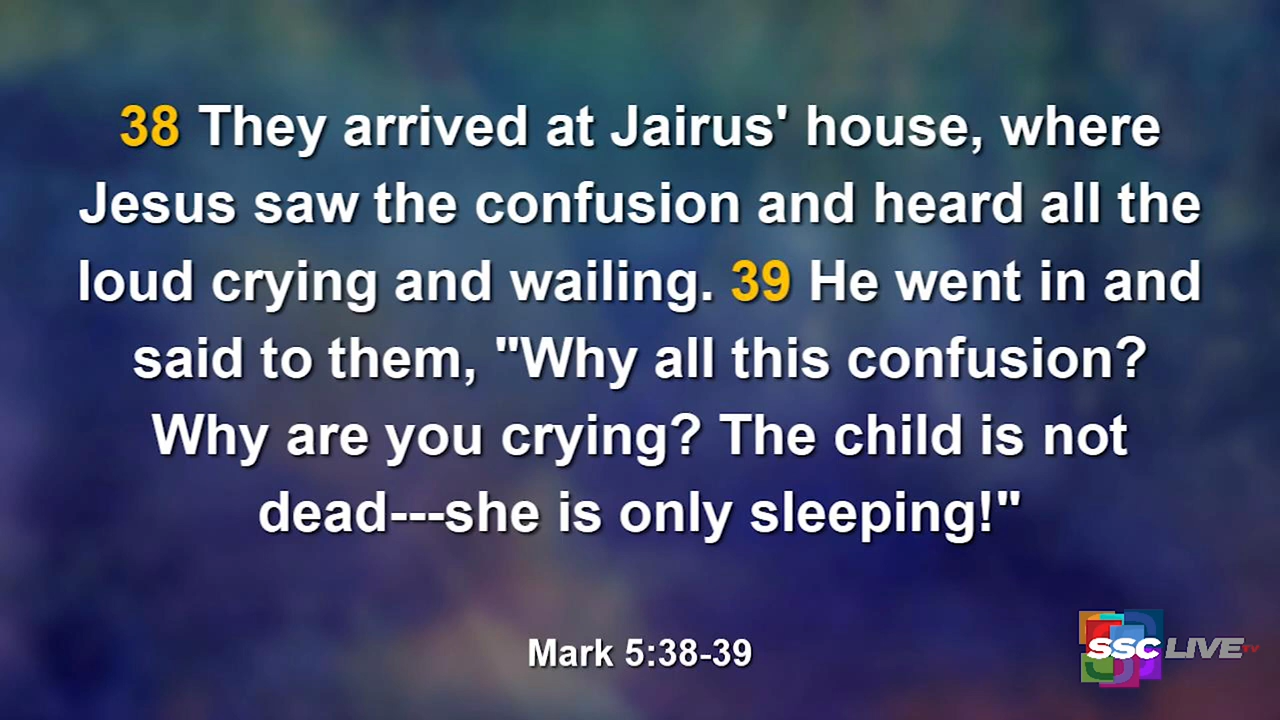 38 They arrived at Jairus' house, where
Jesus saw the confusion and heard all the
loud crying and wailing. 39 He went in and
said to them, "Why all this confusion?
Why are you crying? The child is not
dead---she is only sleeping!"
Mark 5:38-39
SSC LIVE TV